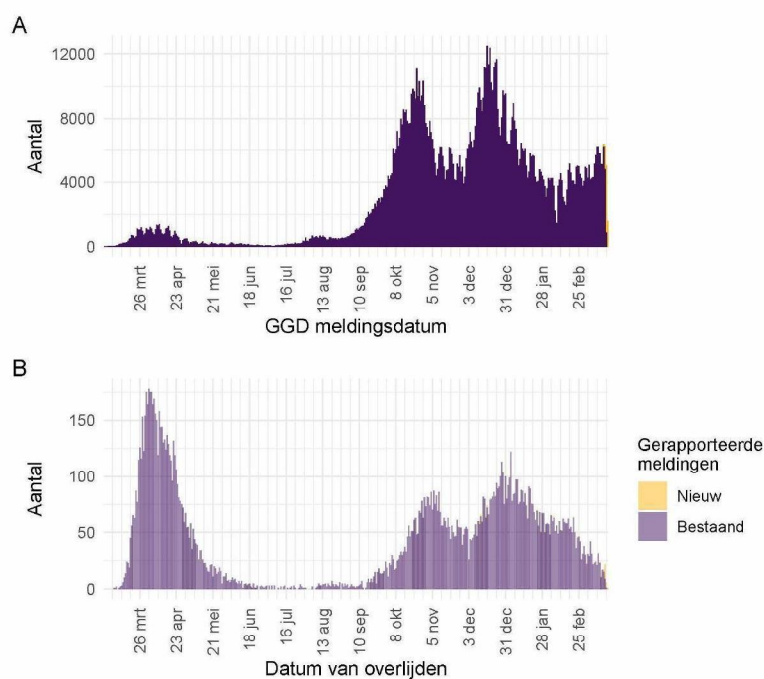 A
12000
8000
4000
0
Aantal
26 mrt
23 apr
21 mei
18 jun
16 jul
13 aug
10 sep
8 okt
5 nov
3 dec
31 dec
28 jan
25 feb
GGD meldingsdatum
B
150
100
50
0
Aantal
26 mrt
23 apr
21 mei
18 jun
16 jul
13 aug
10 sep
8 okt
5 nov
3 dec
31 dec
28 jan
25 feb
Datum van overlijden
Gerapporteerde
meldingen
Nieuw
Bestaand